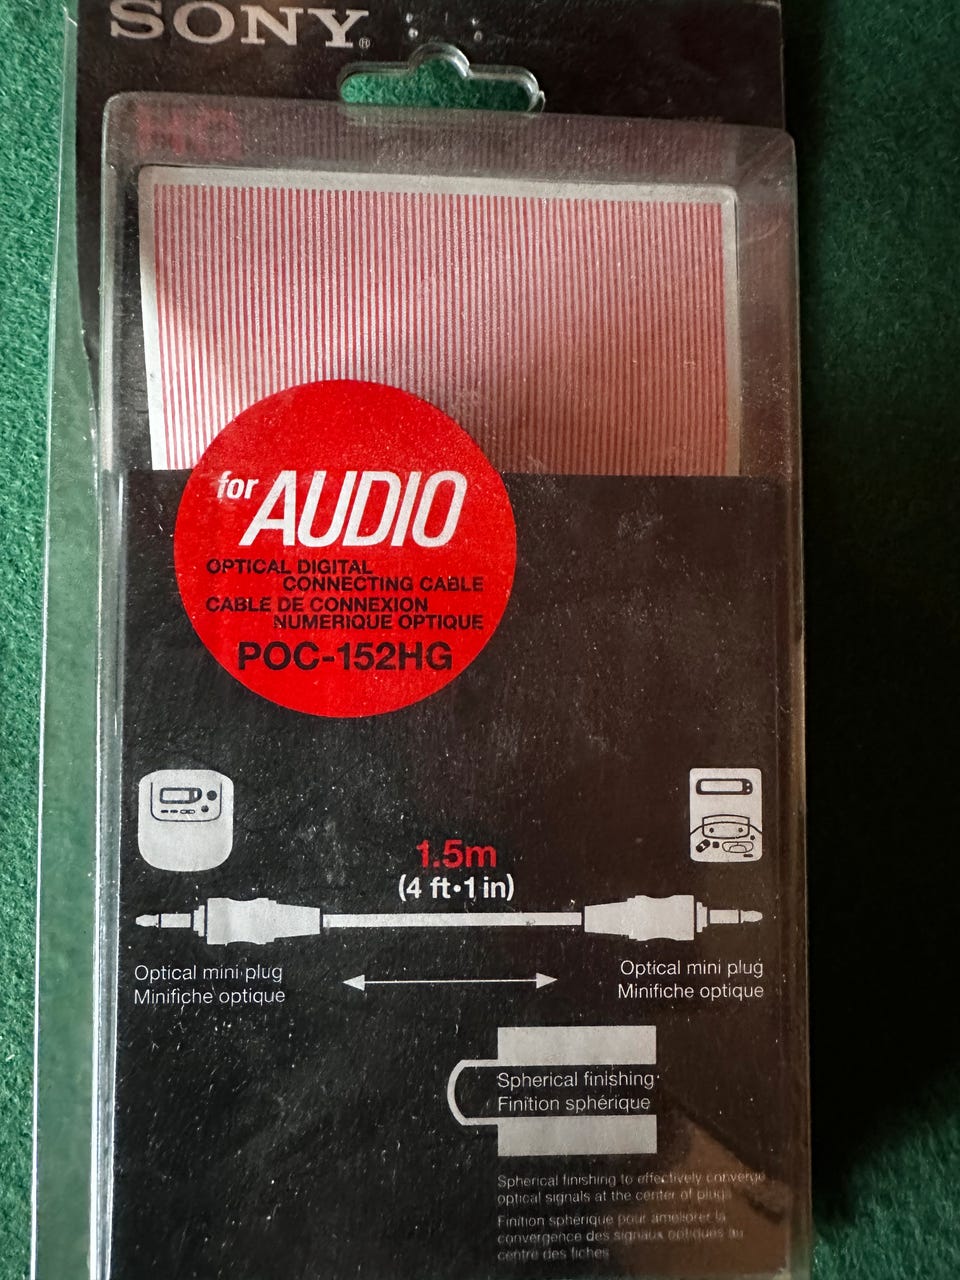 SONY®
HG
for AUDIO
OPTICAL DIGITAL
CONNECTING CABLE
CABLE DE CONNEXION
NUMERIQUE OPTIQUE
POC-152HG
1.5m
(4 ft•1 in)
Optical mini plug
Minifiche optique
Optical mini plug
Minifiche optique
Spherical finishing
Finition sphérique
Spherical finishing to effectively converge
optical signals at the center of plug
Finition sphérique pour améliorer la
convergence des signaux optiques au
centre des fiches